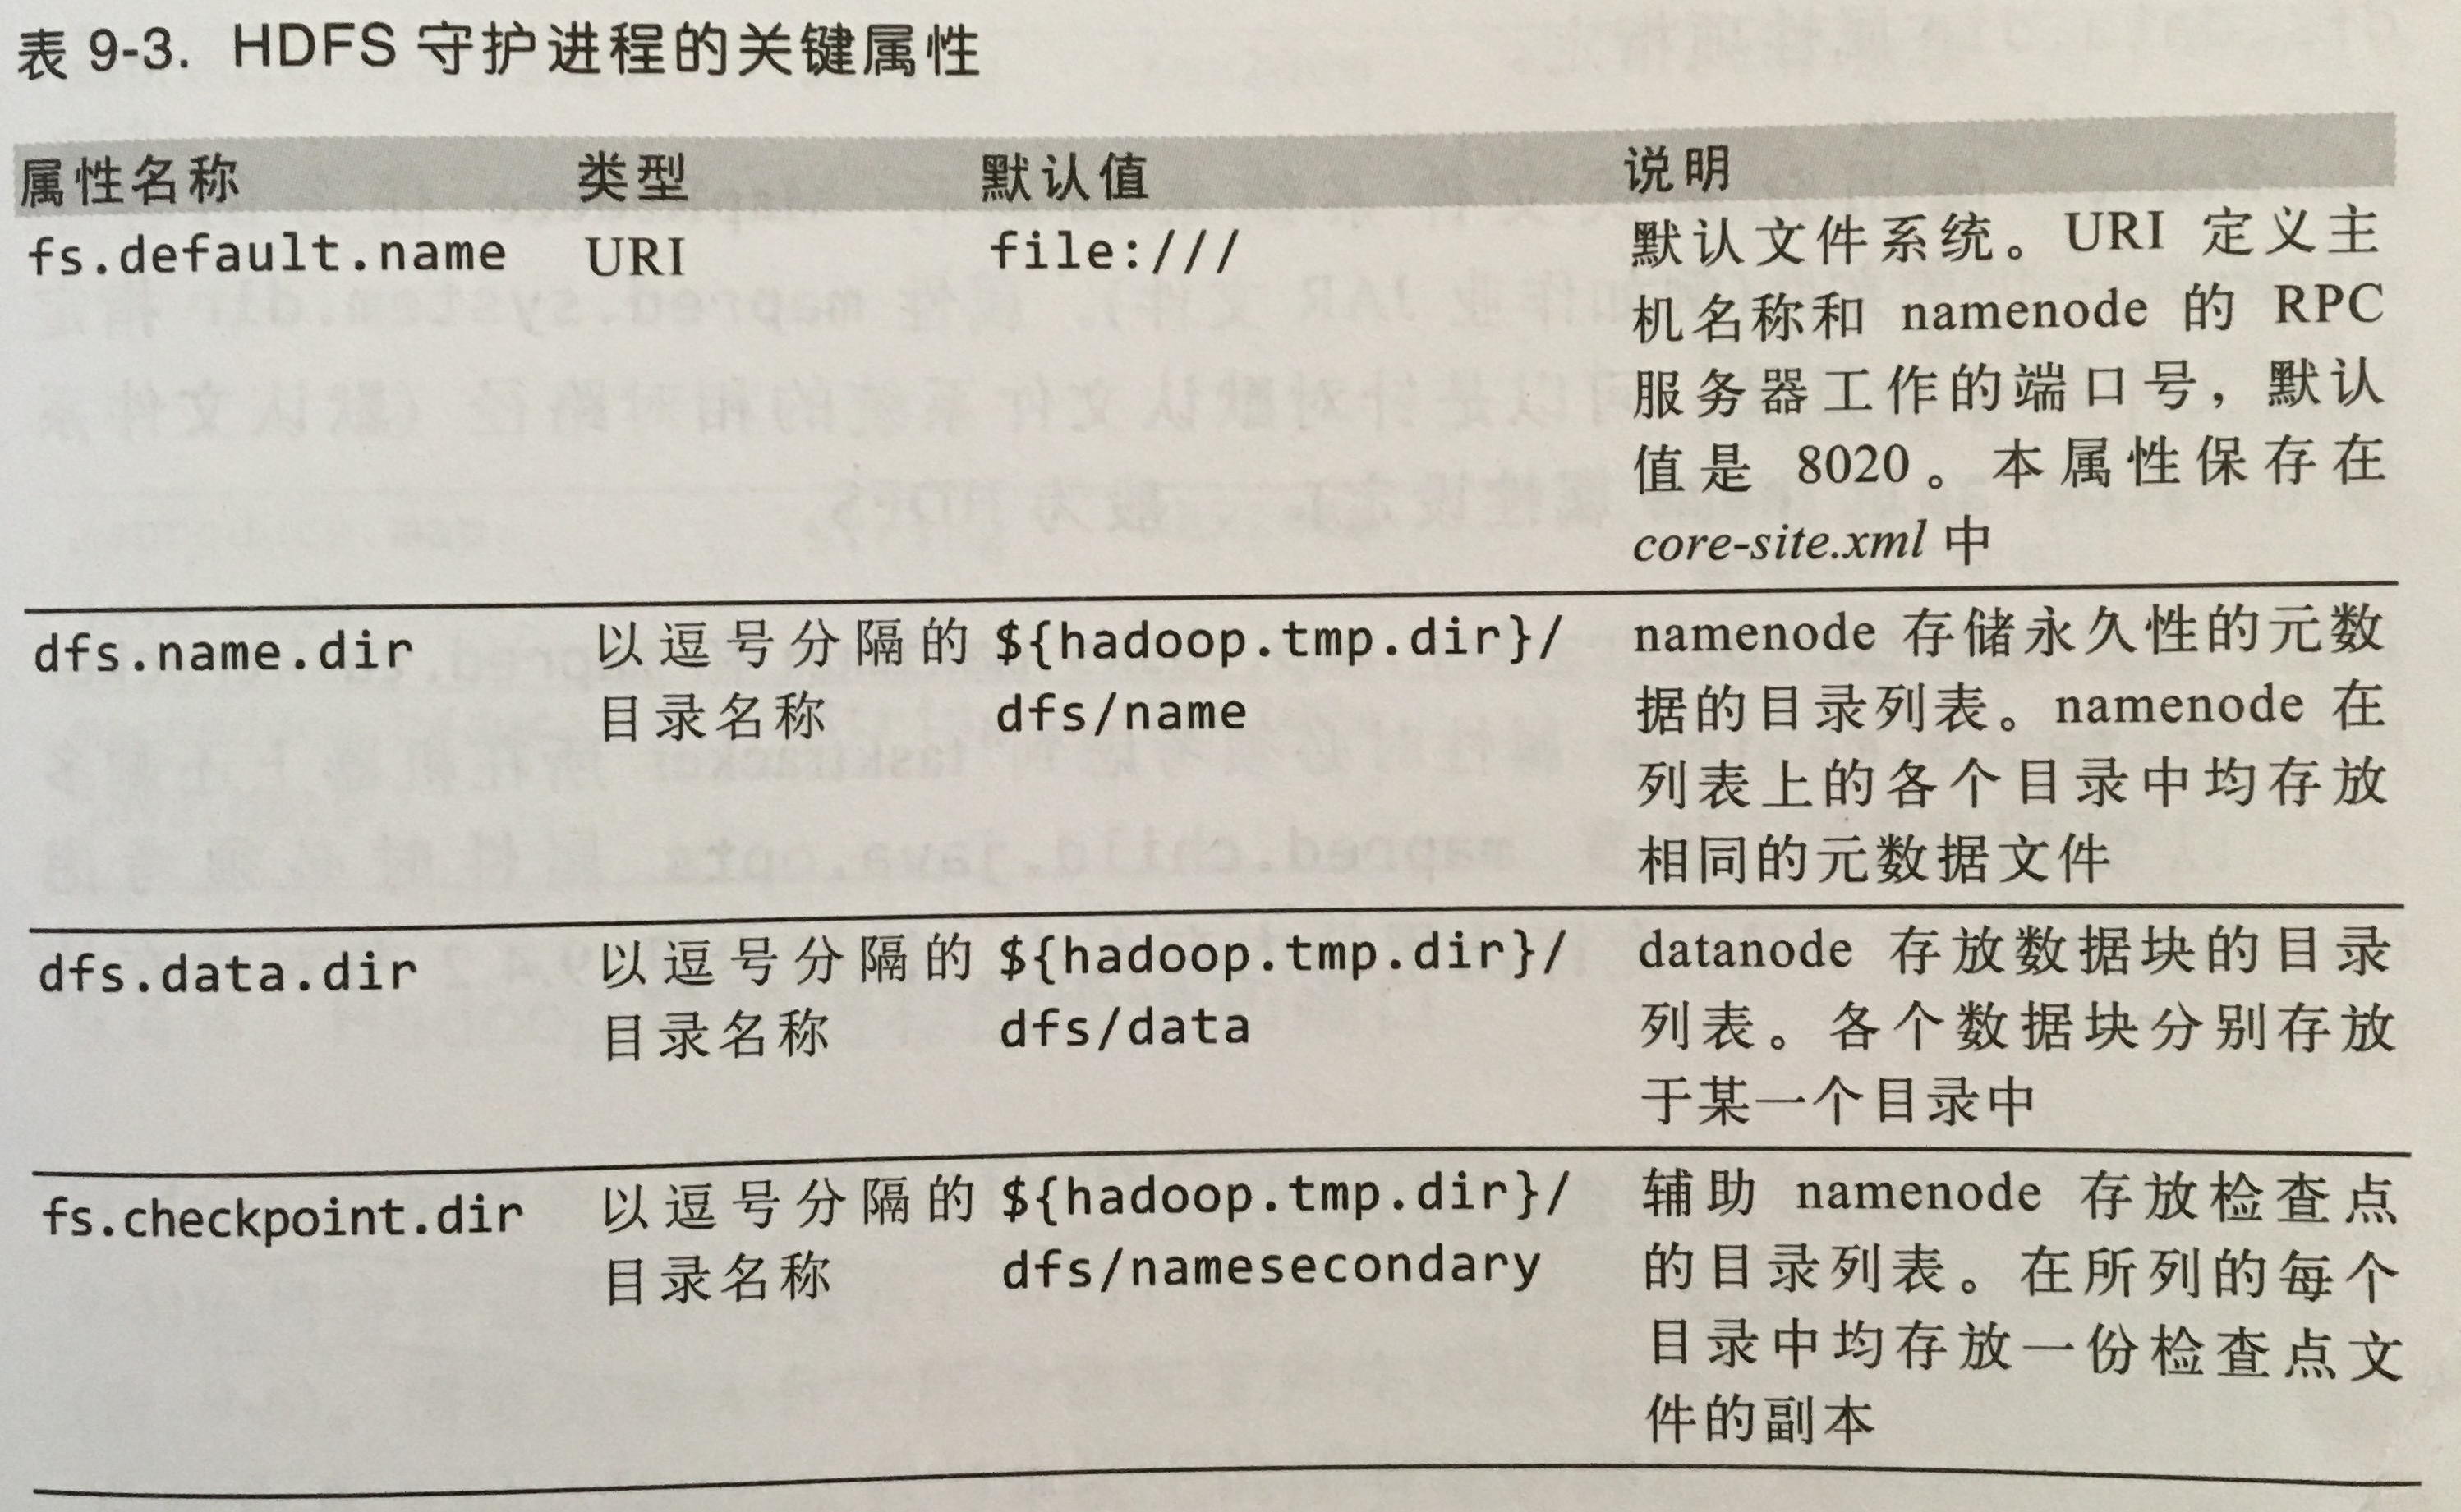 表 9-3. HDFS 守护进程的关键属性
属性名称 类型 默认值 说明
fs.default.name URI file:/// 默认文件系统。URI 定义主
机名称和 namenode 的 RPC
服务器工作的端口号，默认
值是 8020。本属性保存在
core-site.xml 中
dfs.name.dir 以逗号分隔的 ${hadoop.tmp.dir}/ namenode 存储永久性的元数
目录名称 dfs/name 据的目录列表。namenode 在
列表上的各个目录中均存放
相同的元数据文件
dfs.data.dir 以逗号分隔的 ${hadoop.tmp.dir}/ datanode 存放数据块的目录
目录名称 dfs/data 列表。各个数据块分别存放
于某一个目录中
fs.checkpoint.dir 以逗号分隔的 ${hadoop.tmp.dir}/ 辅助 namenode 存放检查点
目录名称 dfs/namesecondary 的目录列表。在所列的每个
目录中均存放一份检查点文
件的副本